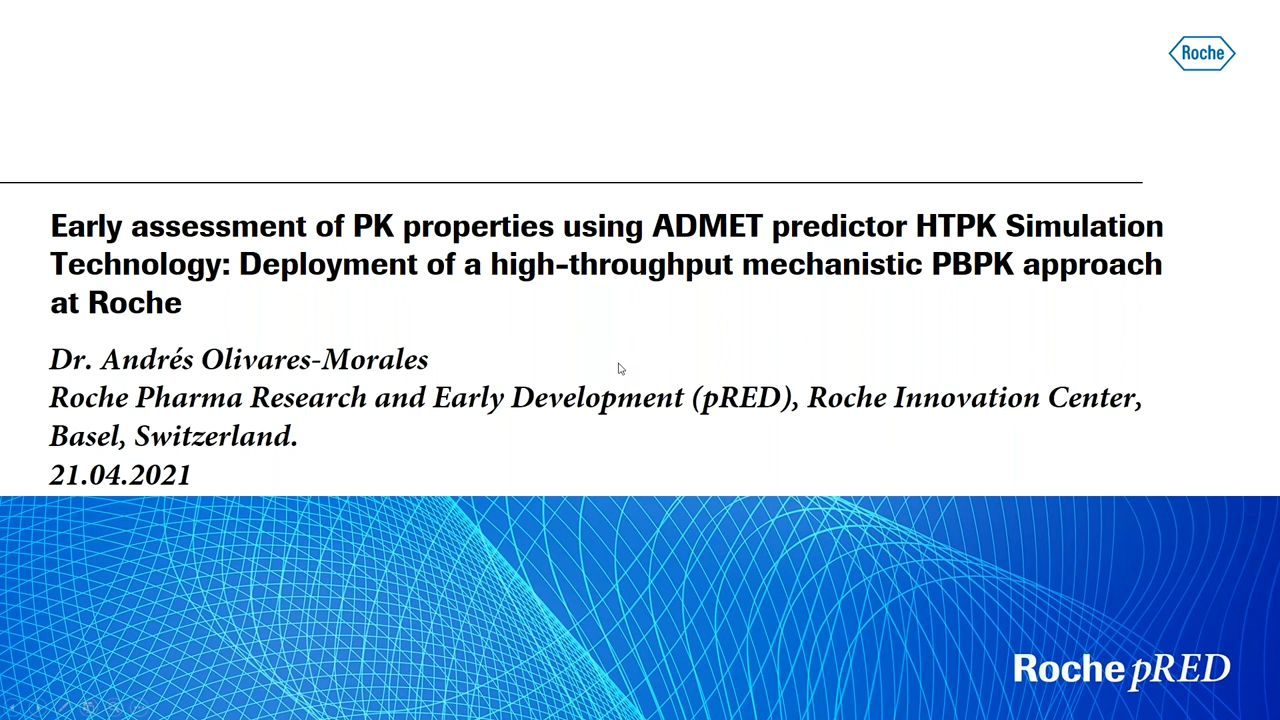 Roche
Early assessment of PK properties using ADMET predictor HTPK Simulation
Technology: Deployment of a high-throughput mechanistic PBPK approach
at Roche
Dr. Andrés Olivares-Morales
Roche Pharma Research and Early Development (pRED), Roche Innovation Center,
Basel, Switzerland.
21.04.2021
Roche pRED